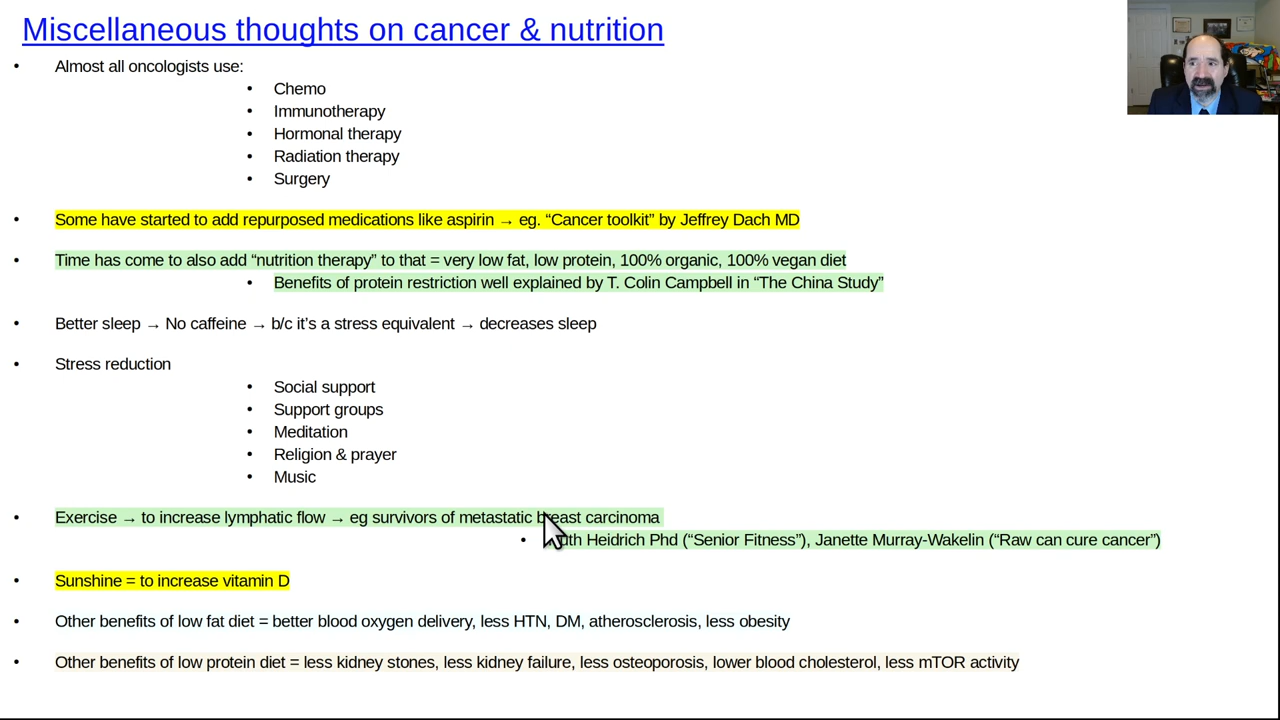 Miscellaneous thoughts on cancer & nutrition
• Almost all oncologists use:
• Chemo
• Immunotherapy
• Hormonal therapy
• Radiation therapy
• Surgery
• Some have started to add repurposed medications like aspirin → eg. “Cancer toolkit” by Jeffrey Dach MD
• Time has come to also add “nutrition therapy” to that = very low fat, low protein, 100% organic, 100% vegan diet
• Benefits of protein restriction well explained by T. Colin Campbell in “The China Study”
• Better sleep → No caffeine → b/c it’s a stress equivalent → decreases sleep
• Stress reduction
• Social support
• Support groups
• Meditation
• Religion & prayer
• Music
• Exercise → to increase lymphatic flow → eg survivors of metastatic breast carcinoma
• Heidrich Phd (“Senior Fitness”), Janette Murray-Wakelin (“Raw can cure cancer”)
• Sunshine = to increase vitamin D
• Other benefits of low fat diet = better blood oxygen delivery, less HTN, DM, atherosclerosis, less obesity
• Other benefits of low protein diet = less kidney stones, less kidney failure, less osteoporosis, lower blood cholesterol, less mTOR activity